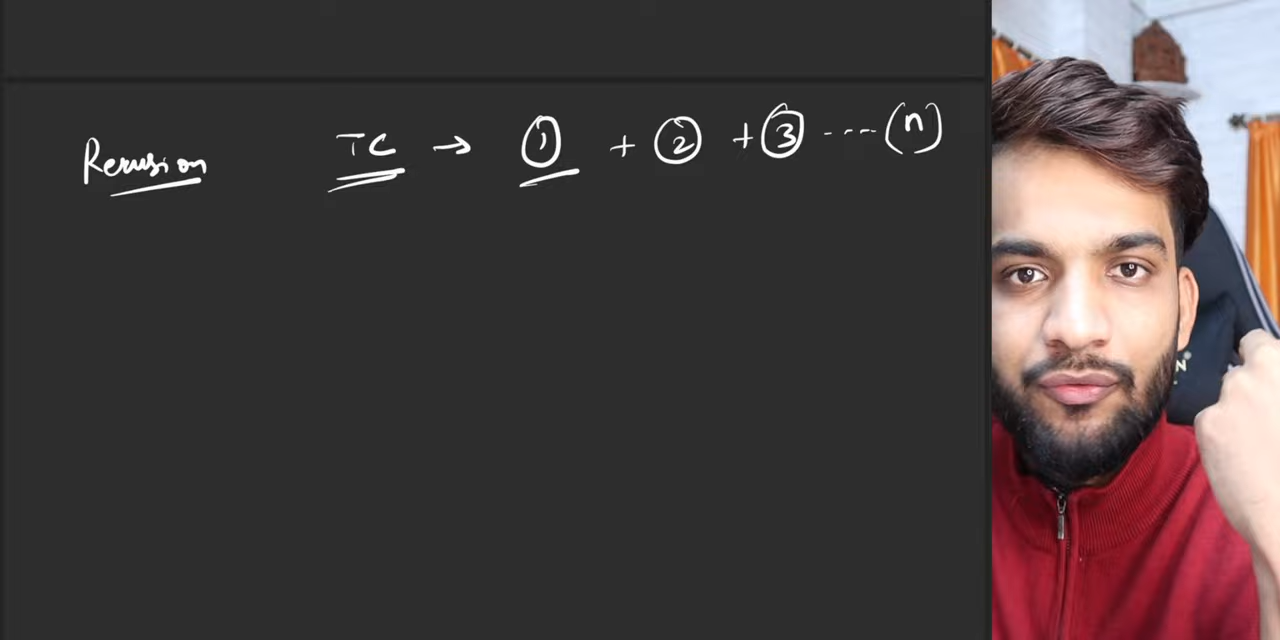 Recursion TC → ① + ② + ③ ---- (n)
N